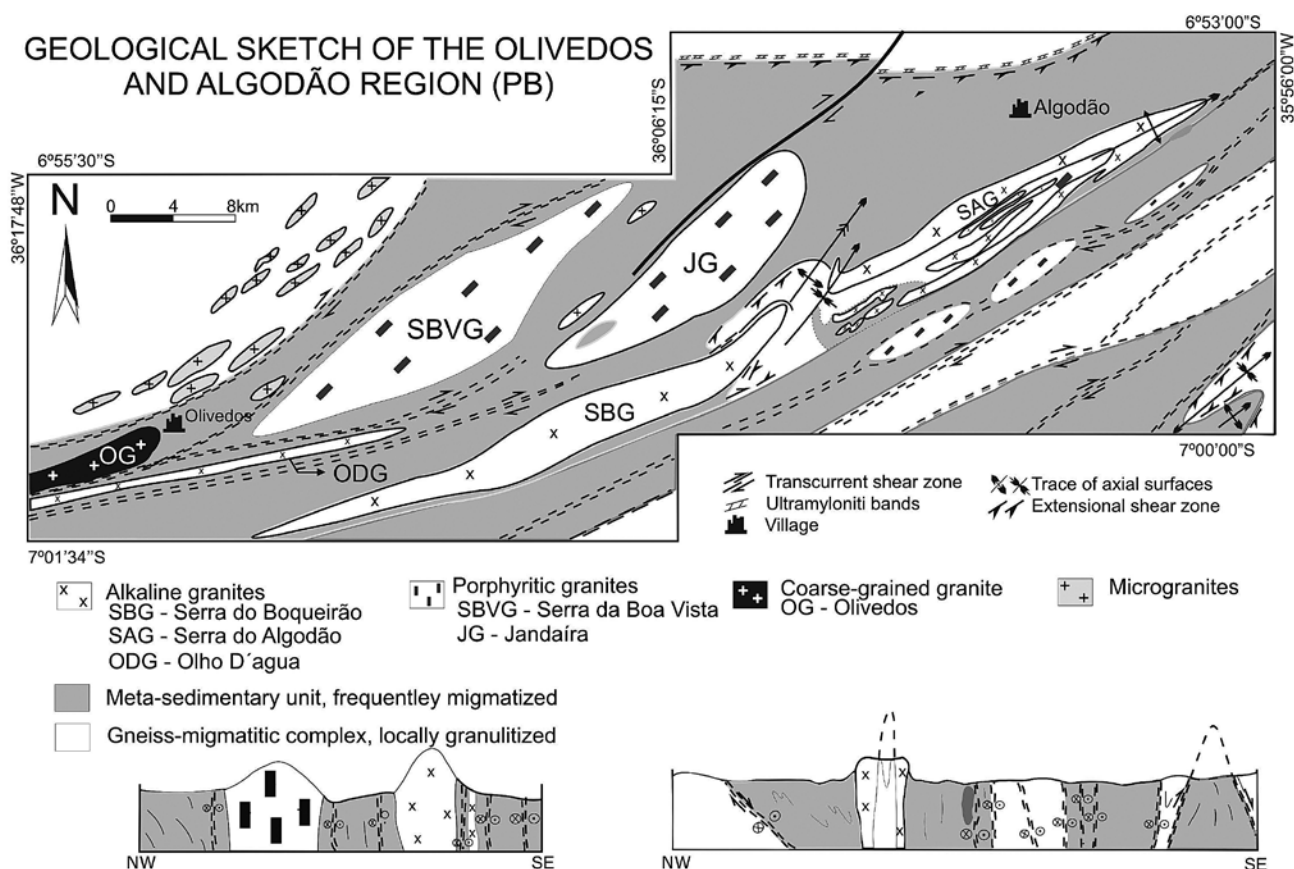 GEOLOGICAL SKETCH OF THE OLIVEDOS
AND ALGODÃO REGION (PB)
6º53'00"S
35º56'00"W
36º06'15"S
6º55'30"S
36º17'48"W
N
0 4 8km
Algodão
SAG
JG
SBVG
SBG
Olivedos
OG
ODG
7º00'00"S
7º01'34"S
Transcurrent shear zone
Ultramyloniti bands
Village
Trace of axial surfaces
Extensional shear zone
Alkaline granites
SBG - Serra do Boqueirão
SAG - Serra do Algodão
ODG - Olho D´agua
Porphyritic granites
SBVG - Serra da Boa Vista
JG - Jandaíra
Coarse-grained granite
OG - Olivedos
Microgranites
Meta-sedimentary unit, frequentley migmatized
Gneiss-migmatitic complex, locally granulitized
NW SE
NW SE